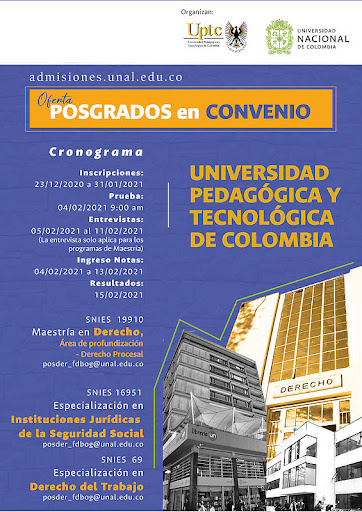 Organizan:
Uptc
Universidad Pedagógica y
Tecnológica de Colombia
UNIVERSIDAD
NACIONAL
DE COLOMBIA
admisiones.unal.edu.co
Oferta
POSGRADOS en CONVENIO
Cronograma
Inscripciones:
23/12/2020 a 31/01/2021
Prueba:
04/02/2021 9:00 am
Entrevistas:
05/02/2021 al 11/02/2021
(La entrevista solo aplica para los
programas de Maestría)
Ingreso Notas:
04/02/2021 a 13/02/2021
Resultados:
15/02/2021
UNIVERSIDAD
PEDAGÓGICA Y
TECNOLÓGICA
DE COLOMBIA
SNIES 19910
Maestría en Derecho,
Área de profundización
- Derecho Procesal
posder_fdbog@unal.edu.co
SNIES 16951
Especialización en
Instituciones Jurídicas
de la Seguridad Social
posder_fdbog@unal.edu.co
SNIES 69
Especialización en
Derecho del Trabajo
posder_fdbog@unal.edu.co
DERECHO